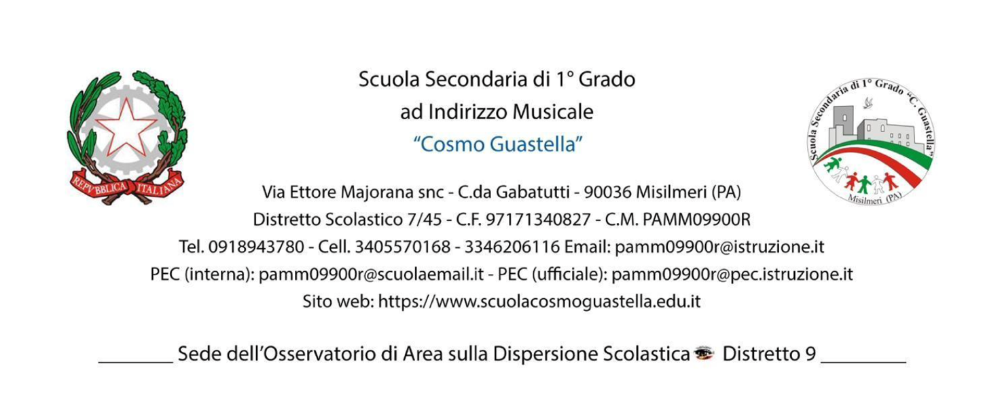 Scuola Secondaria di 1° Grado
ad Indirizzo Musicale
“Cosmo Guastella”
REPVBBLICA ITALIANA
Scuola Secondaria di 1° Grado “C. Guastella”
Misilmeri (PA)
Via Ettore Majorana snc - C.da Gabatutti - 90036 Misilmeri (PA)
Distretto Scolastico 7/45 - C.F. 97171340827 - C.M. PAMM09900R
Tel. 0918943780 - Cell. 3405570168 - 3346206116 Email: pamm09900r@istruzione.it
PEC (interna): pamm09900r@scuolaemail.it - PEC (ufficiale): pamm09900r@pec.istruzione.it
Sito web: https://www.scuolacosmoguastella.edu.it
Sede dell’Osservatorio di Area sulla Dispersione Scolastica Distretto 9